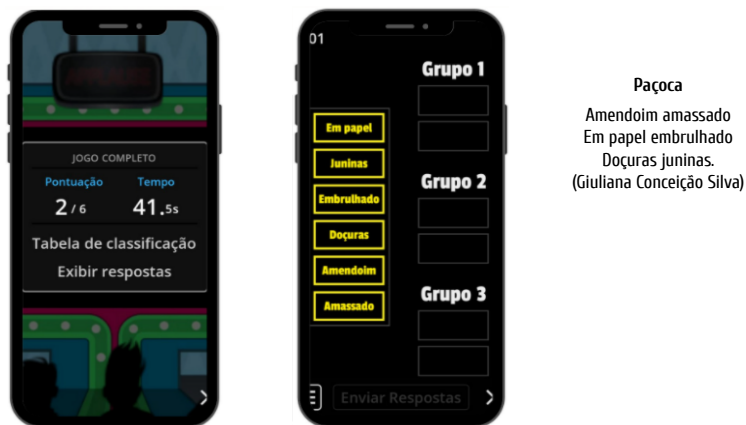 JOGO COMPLETO
Pontuação Tempo
2 / 6 41.5s
Tabela de classificação
Exibir respostas
01
Grupo 1
Em papel
Juninas
Embrulhado
Doçuras
Amendoim
Amassado
Grupo 2
Grupo 3
Enviar Respostas
Paçoca
Amendoim amassado
Em papel embrulhado
Doçuras juninas.
(Giuliana Conceição Silva)